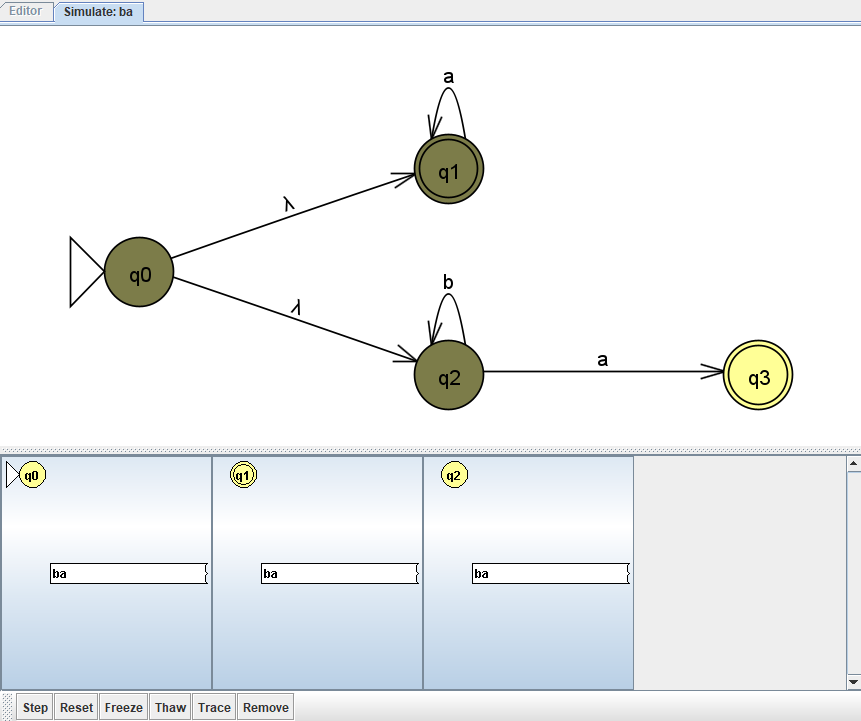 Editor
Simulate: ba
a
q1
λ
q0
λ
b
q2
a
q3
q0
q1
q2
ba
ba
ba
Step Reset Freeze Thaw Trace Remove